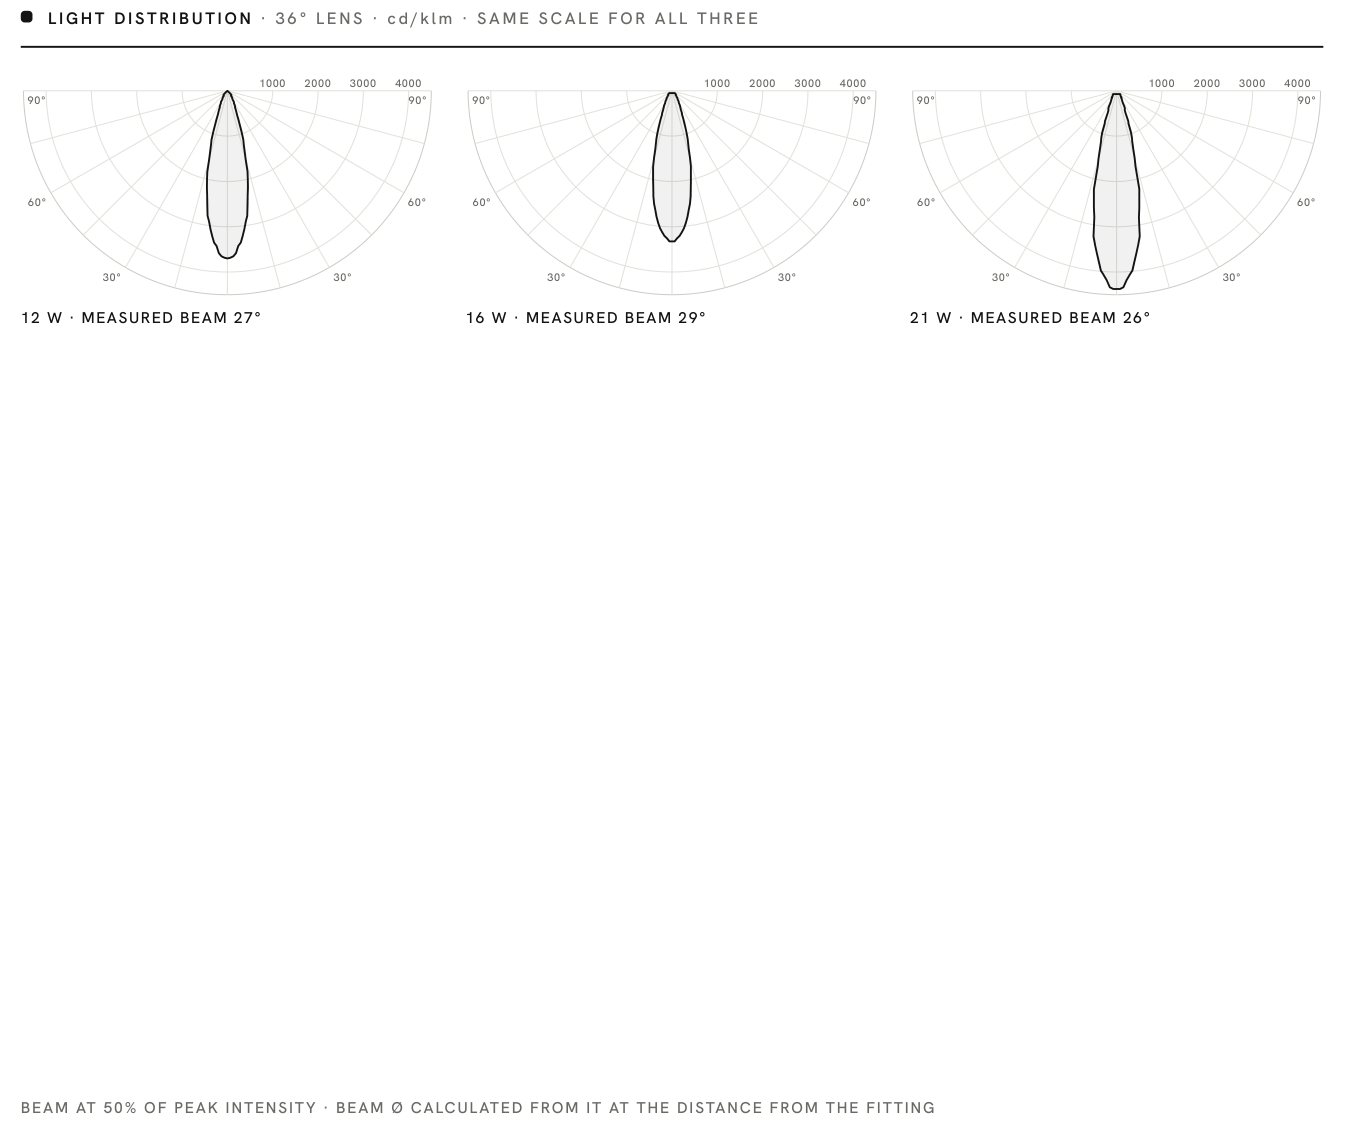 LIGHT DISTRIBUTION · 36° LENS · cd/klm · SAME SCALE FOR ALL THREE
1000 2000 3000 4000
90° 90°
60° 60°
30° 30°
12 W · MEASURED BEAM 27°
1000 2000 3000 4000
90° 90°
60° 60°
30° 30°
16 W · MEASURED BEAM 29°
1000 2000 3000 4000
90° 90°
60° 60°
30° 30°
21 W · MEASURED BEAM 26°
BEAM AT 50% OF PEAK INTENSITY · BEAM Ø CALCULATED FROM IT AT THE DISTANCE FROM THE FITTING